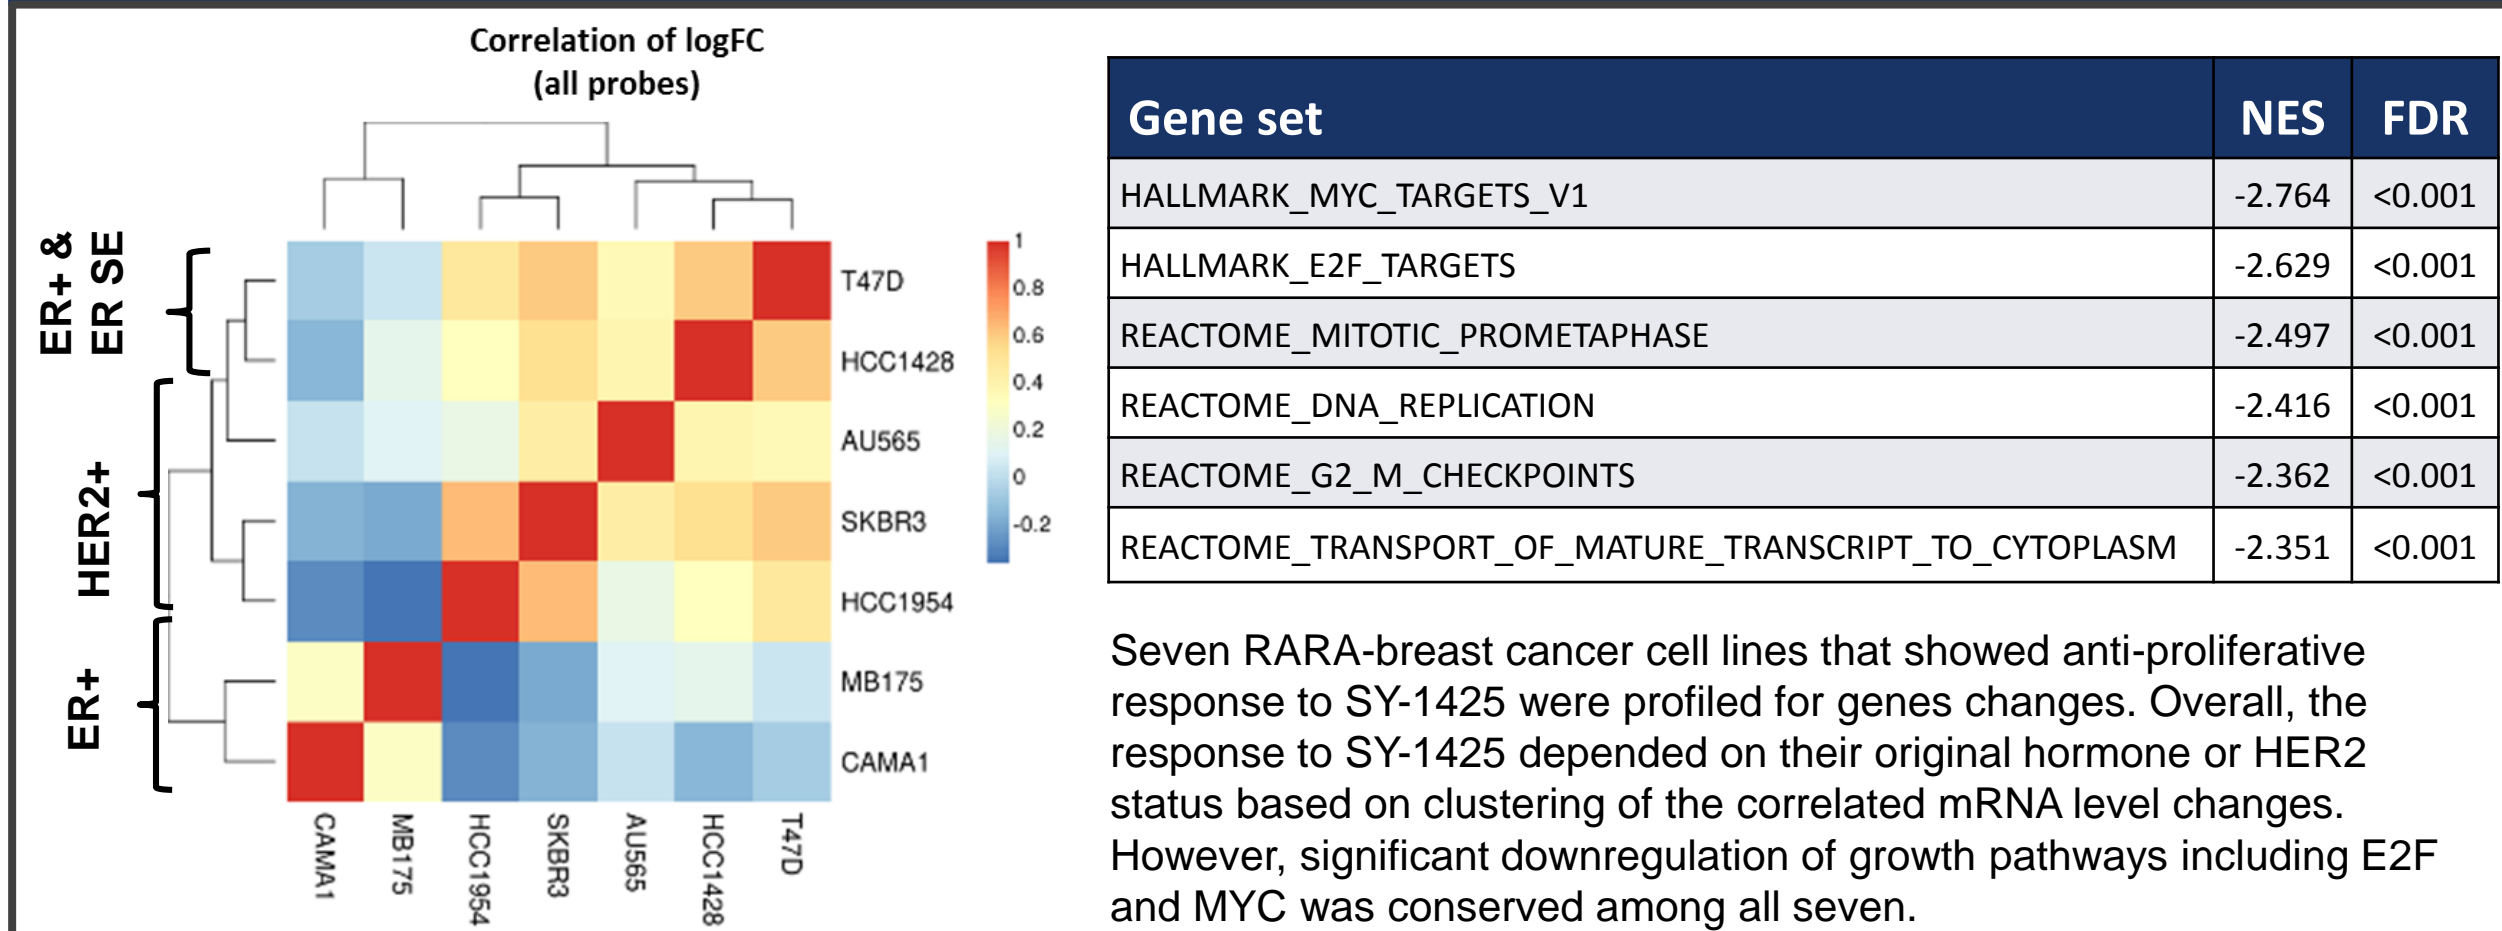 Correlation of logFC
(all probes)
ER+ &
ER SE
HER2+
ER+
T47D
HCC1428
AU565
SKBR3
HCC1954
MB175
CAMA1
CAMA1
MB175
HCC1954
SKBR3
AU565
HCC1428
T47D
1
0.8
0.6
0.4
0.2
0
-0.2
Gene set NES FDR
HALLMARK_MYC_TARGETS_V1 -2.764 <0.001
HALLMARK_E2F_TARGETS -2.629 <0.001
REACTOME_MITOTIC_PROMETAPHASE -2.497 <0.001
REACTOME_DNA_REPLICATION -2.416 <0.001
REACTOME_G2_M_CHECKPOINTS -2.362 <0.001
REACTOME_TRANSPORT_OF_MATURE_TRANSCRIPT_TO_CYTOPLASM -2.351 <0.001
Seven RARA-breast cancer cell lines that showed anti-proliferative
response to SY-1425 were profiled for genes changes. Overall, the
response to SY-1425 depended on their original hormone or HER2
status based on clustering of the correlated mRNA level changes.
However, significant downregulation of growth pathways including E2F
and MYC was conserved among all seven.